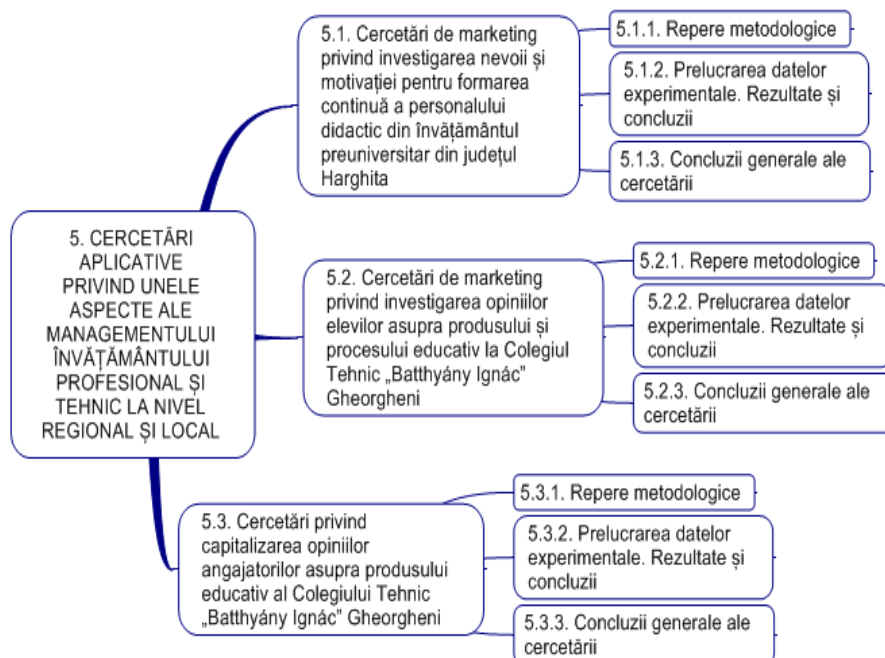 5. CERCETĂRI
APLICATIVE
PRIVIND UNELE
ASPECTE ALE
MANAGEMENTULUI
ÎNVĂȚĂMÂNTULUI
PROFESIONAL ȘI
TEHNIC LA NIVEL
REGIONAL ȘI LOCAL
5.1. Cercetări de marketing
privind investigarea nevoii și
motivației pentru formarea
continuă a personalului
didactic din învățământul
preuniversitar din județul
Harghita
5.1.1. Repere metodologice
5.1.2. Prelucrarea datelor
experimentale. Rezultate și
concluzii
5.1.3. Concluzii generale ale
cercetării
5.2. Cercetări de marketing
privind investigarea opiniilor
elevilor asupra produsului și
procesului educativ la Colegiul
Tehnic „Batthyány Ignác”
Gheorgheni
5.2.1. Repere metodologice
5.2.2. Prelucrarea datelor
experimentale. Rezultate și
concluzii
5.2.3. Concluzii generale ale
cercetării
5.3. Cercetări privind
capitalizarea opiniilor
angajatorilor asupra produsului
educativ al Colegiului Tehnic
„Batthyány Ignác” Gheorgheni
5.3.1. Repere metodologice
5.3.2. Prelucrarea datelor
experimentale. Rezultate și
concluzii
5.3.3. Concluzii generale ale
cercetării